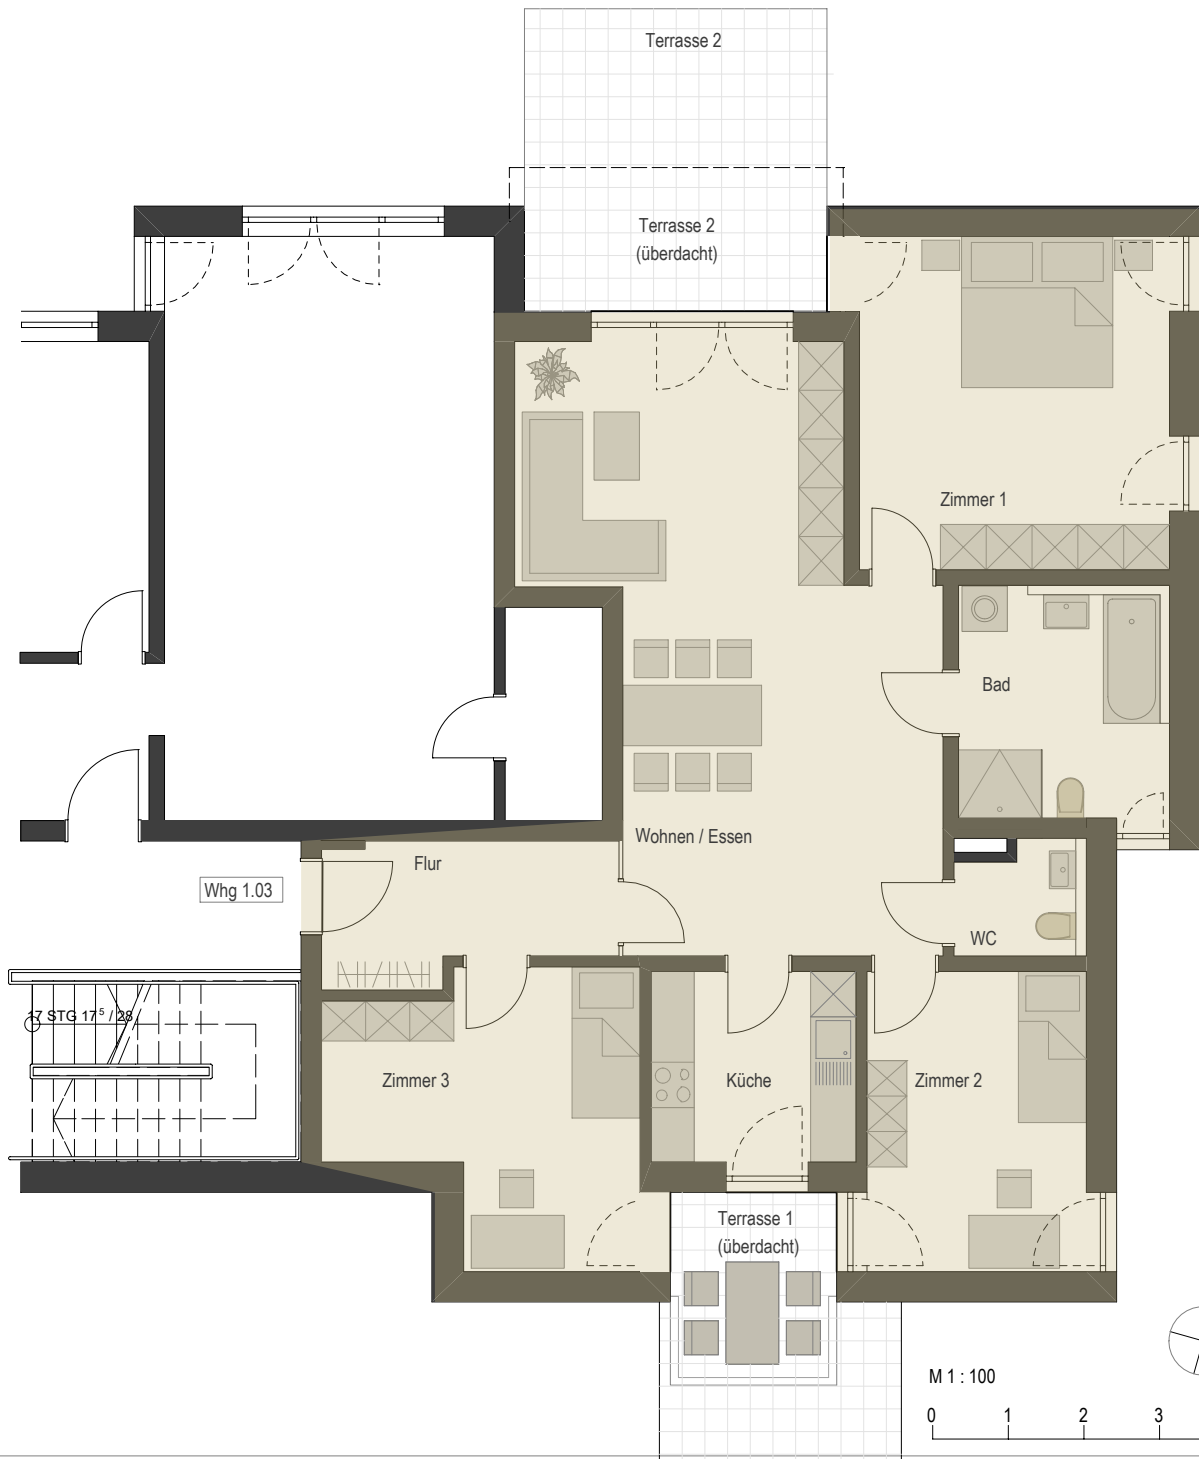 Terrasse 2
Terrasse 2
(überdacht)
Zimmer 1
Bad
Wohnen / Essen
Flur
Whg 1.03
WC
17 STG 17⁵ / 28
Zimmer 3
Küche
Zimmer 2
Terrasse 1
(überdacht)
M 1 : 100
0 1 2 3